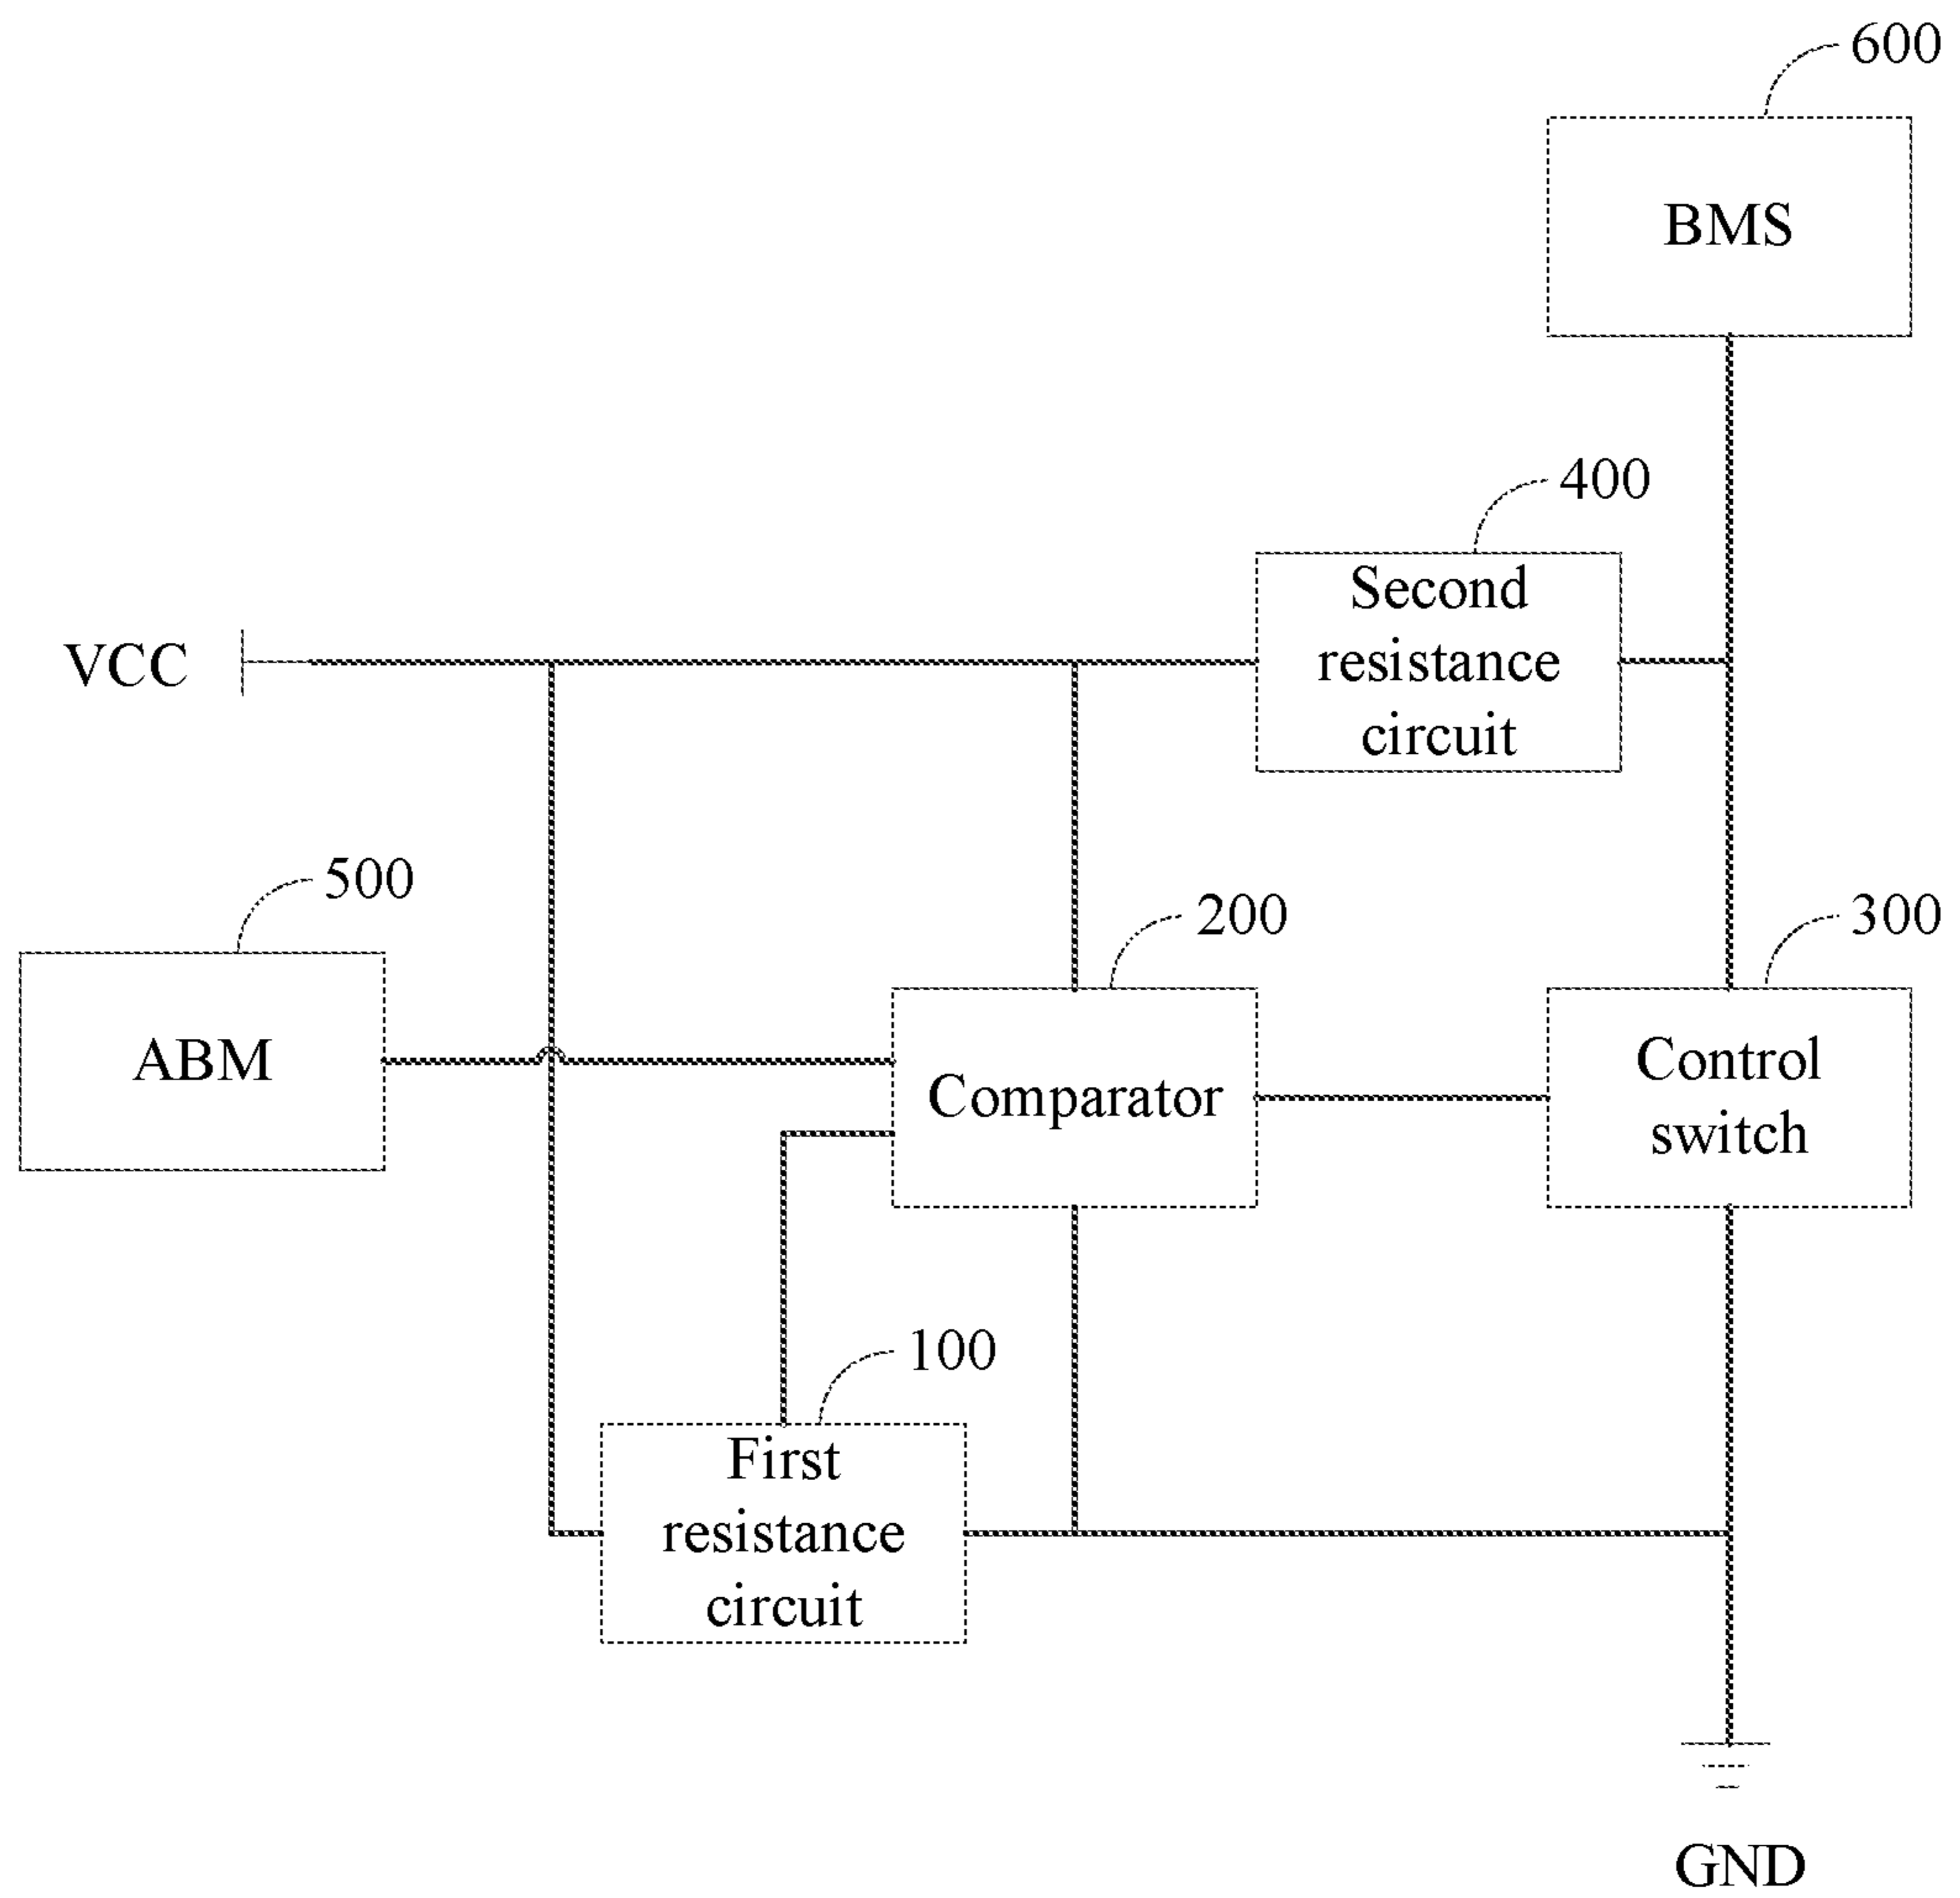 600
BMS
400
Second
resistance
circuit
VCC
500
ABM
200
Comparator
300
Control
switch
100
First
resistance
circuit
GND